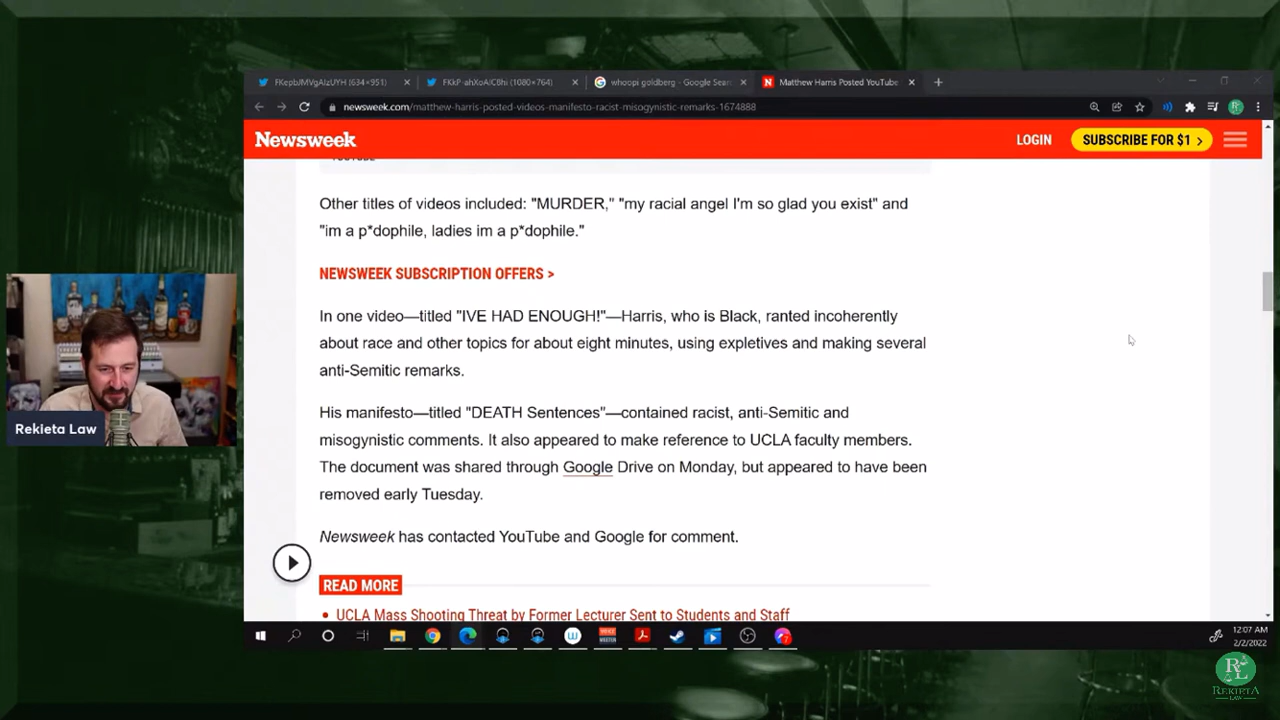 FKepbJMVgAIzUYH (634×951)
FKkP-ahXoAIC8hi (1080×764)
whoopi goldberg - Google Sear
Matthew Harris Posted YouTube
newsweek.com/matthew-harris-posted-videos-manifesto-racist-misogynistic-remarks-1674888
Newsweek
LOGIN
SUBSCRIBE FOR $1 >
Other titles of videos included: "MURDER," "my racial angel I'm so glad you exist" and
"im a p*dophile, ladies im a p*dophile."
NEWSWEEK SUBSCRIPTION OFFERS >
In one video—titled "IVE HAD ENOUGH!"—Harris, who is Black, ranted incoherently
about race and other topics for about eight minutes, using expletives and making several
anti-Semitic remarks.
His manifesto—titled "DEATH Sentences"—contained racist, anti-Semitic and
misogynistic comments. It also appeared to make reference to UCLA faculty members.
The document was shared through Google Drive on Monday, but appeared to have been
removed early Tuesday.
Newsweek has contacted YouTube and Google for comment.
READ MORE
• UCLA Mass Shooting Threat by Former Lecturer Sent to Students and Staff
Rekieta Law
12:07 AM
2/2/2022
REKIETA
LAW